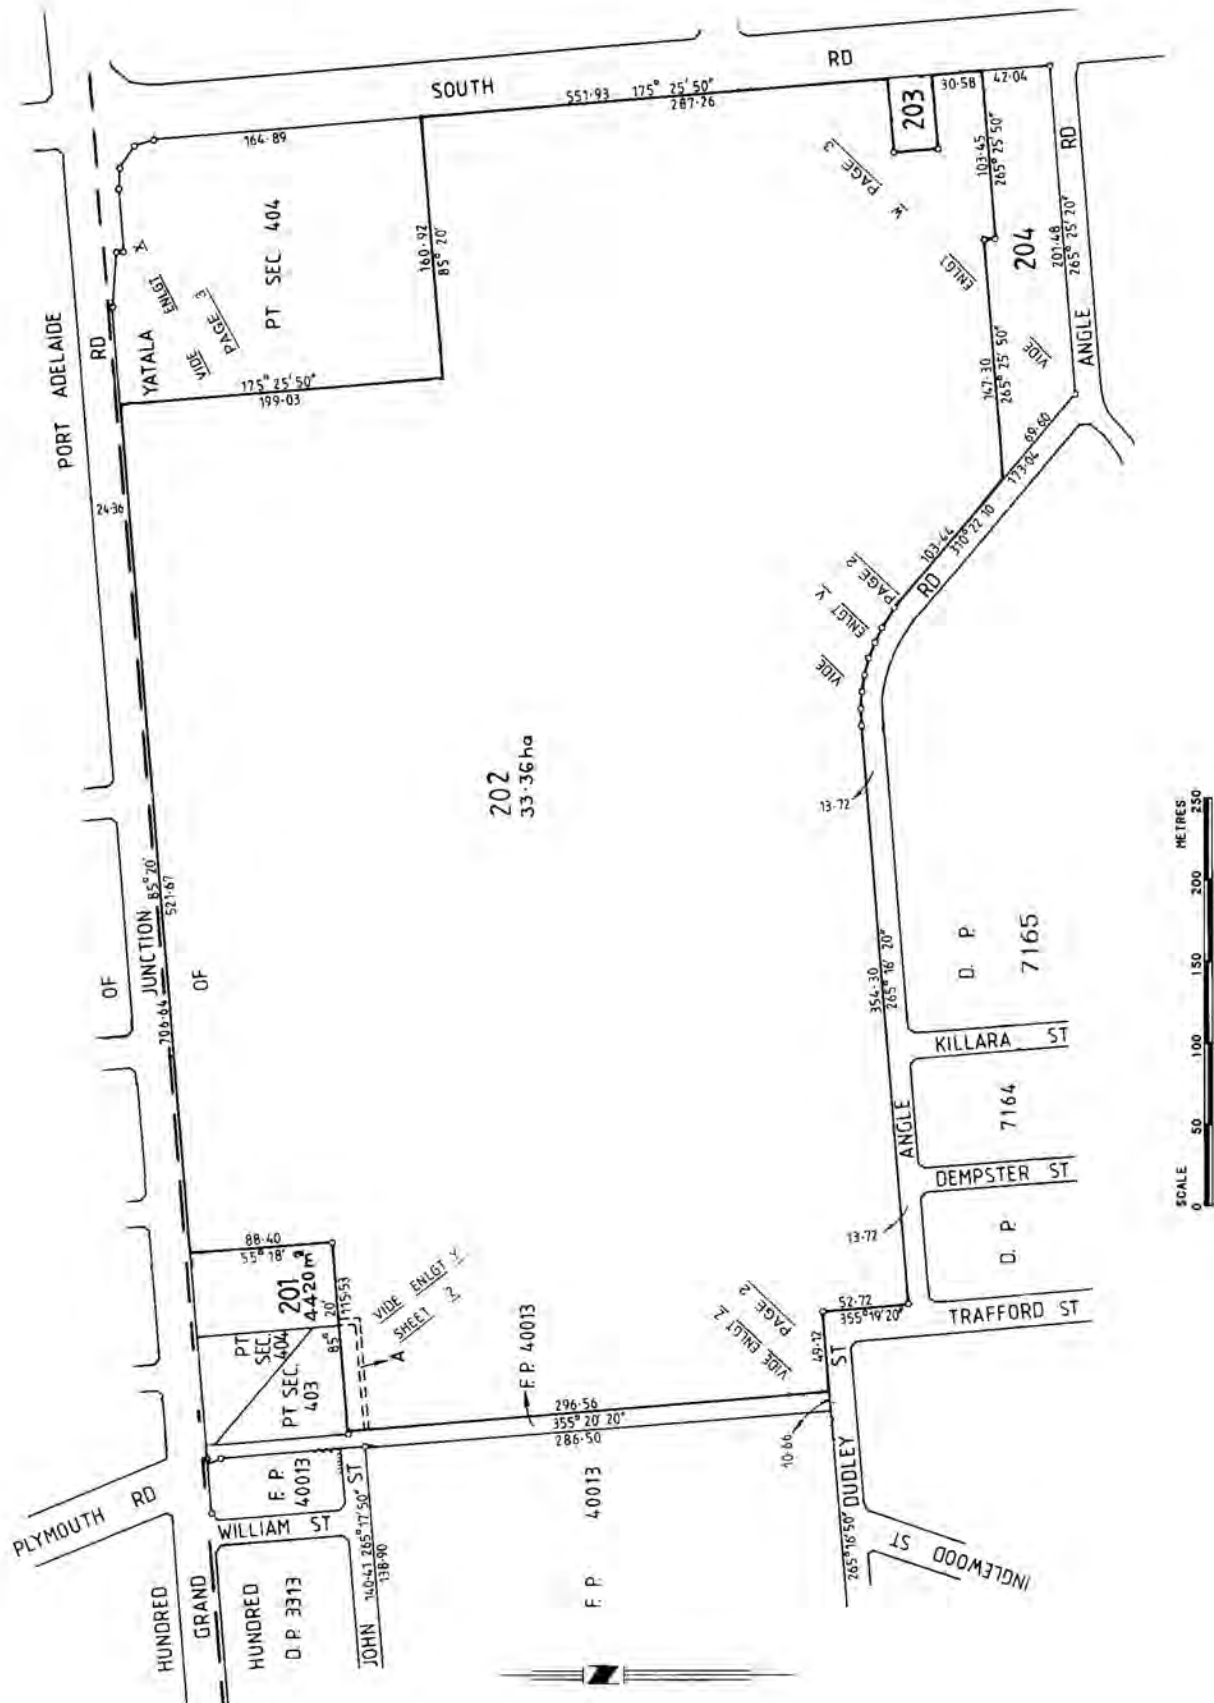 SOUTH
RD
551.93 175° 25' 50"
287.26
30.58
42.04
164.89
203
PORT ADELAIDE
RD
YATALA
VIDE
ENLGT
PAGE 3
X
PT SEC 404
160.92
85° 20'
W PAGE 3
ENLGT
VIDE
103.45
265° 25' 50"
204
201.48
265° 25' 20"
ANGLE
RD
175° 25' 50"
199.03
147.30
265° 25' 50"
69.60
173.04
24.36
103.44
310° 22' 10
RD
VIDE
ENLGT V
PAGE 2
202
33.36ha
13.72
OF
JUNCTION
OF
85° 20'
521.67
706.64
354.30
265° 16' 20"
D. P.
7165
KILLARA ST
ANGLE
7164
DEMPSTER ST
D. P.
13.72
TRAFFORD ST
88.40
55° 18'
201
4420m²
PT
SEC.
404
PT SEC.
403
85° 20'
115.53
VIDE ENLGT Y
SHEET 2
A
F.P. 40013
VIDE ENLGT Z
PAGE 2
52.72
355° 19' 20"
49.12
296.56
355° 20' 20"
286.50
10.66
DUDLEY
ST
265° 16' 50"
INGLEWOOD
ST
PLYMOUTH RD
F. P.
40013
WILLIAM ST
JOHN
ST
140.41 265° 17' 50"
138.90
F. P. 40013
HUNDRED
GRAND
HUNDRED
D.P. 3313
SCALE
METRES
0 50 100 150 200 250